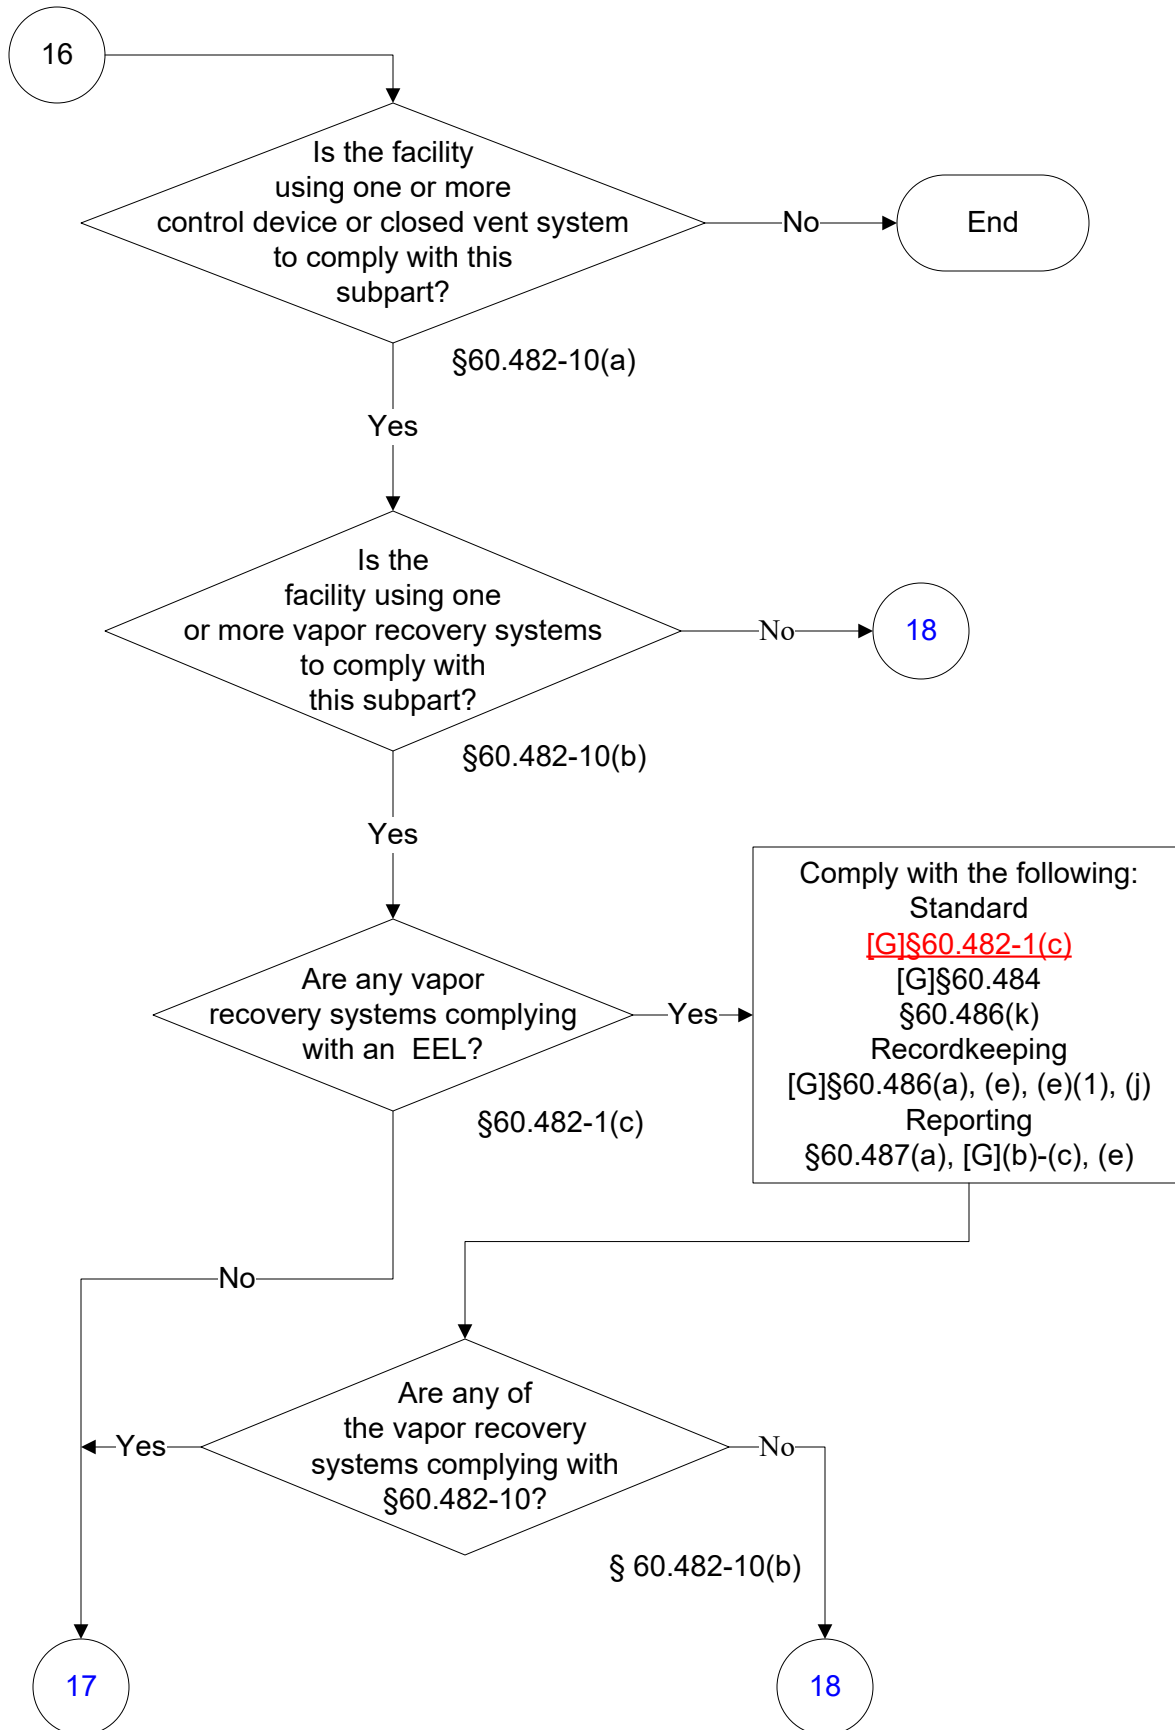 16
Is the facility
using one or more
control device or closed vent system
to comply with this
subpart?
No
End
§60.482-10(a)
Yes
Is the
facility using one
or more vapor recovery systems
to comply with
this subpart?
No
18
§60.482-10(b)
Yes
Are any vapor
recovery systems complying
with an EEL?
Yes
§60.482-1(c)
Comply with the following:
Standard
[G]§60.482-1(c)
[G]§60.484
§60.486(k)
Recordkeeping
[G]§60.486(a), (e), (e)(1), (j)
Reporting
§60.487(a), [G](b)-(c), (e)
No
Are any of
the vapor recovery
systems complying with
§60.482-10?
Yes
No
§ 60.482-10(b)
17
18